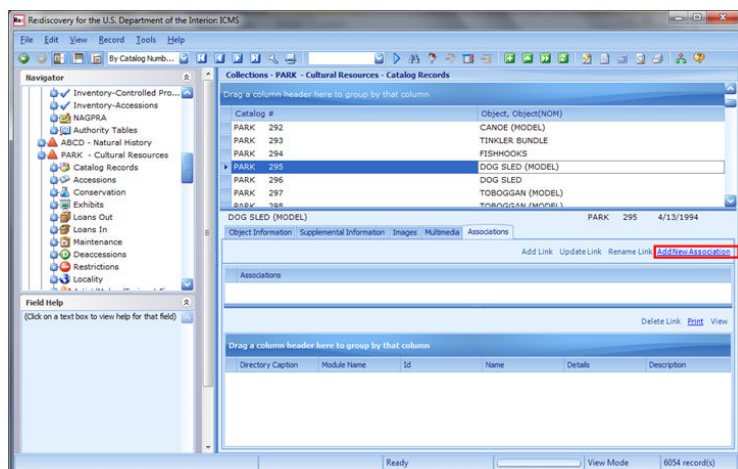 Re:discovery for the U.S. Department of the Interior: ICMS
File Edit View Record Tools Help
By Catalog Numb...
Navigator
Inventory-Controlled Pro...
Inventory-Accessions
NAGPRA
Authority Tables
ABCD - Natural History
PARK - Cultural Resources
Catalog Records
Accessions
Conservation
Exhibits
Loans Out
Loans In
Maintenance
Deaccessions
Restrictions
Locality
Field Help
(Click on a text box to view help for that field)
Collections - PARK - Cultural Resources - Catalog Records
Drag a column header here to group by that column
Catalog # Object, Object(NOM)
PARK 292 CANOE (MODEL)
PARK 293 TINKLER BUNDLE
PARK 294 FISHHOOKS
PARK 295 DOG SLED (MODEL)
PARK 296 DOG SLED
PARK 297 TOBOGGAN (MODEL)
PARK 298 TOBOGGAN (MODEL)
DOG SLED (MODEL) PARK 295 4/13/1994
Object Information Supplemental Information Images Multimedia Associations
Add Link Update Link Rename Link Add New Association
Associations
Delete Link Print View
Drag a column header here to group by that column
Directory Caption Module Name Id Name Details Description
Ready View Mode 6054 record(s)